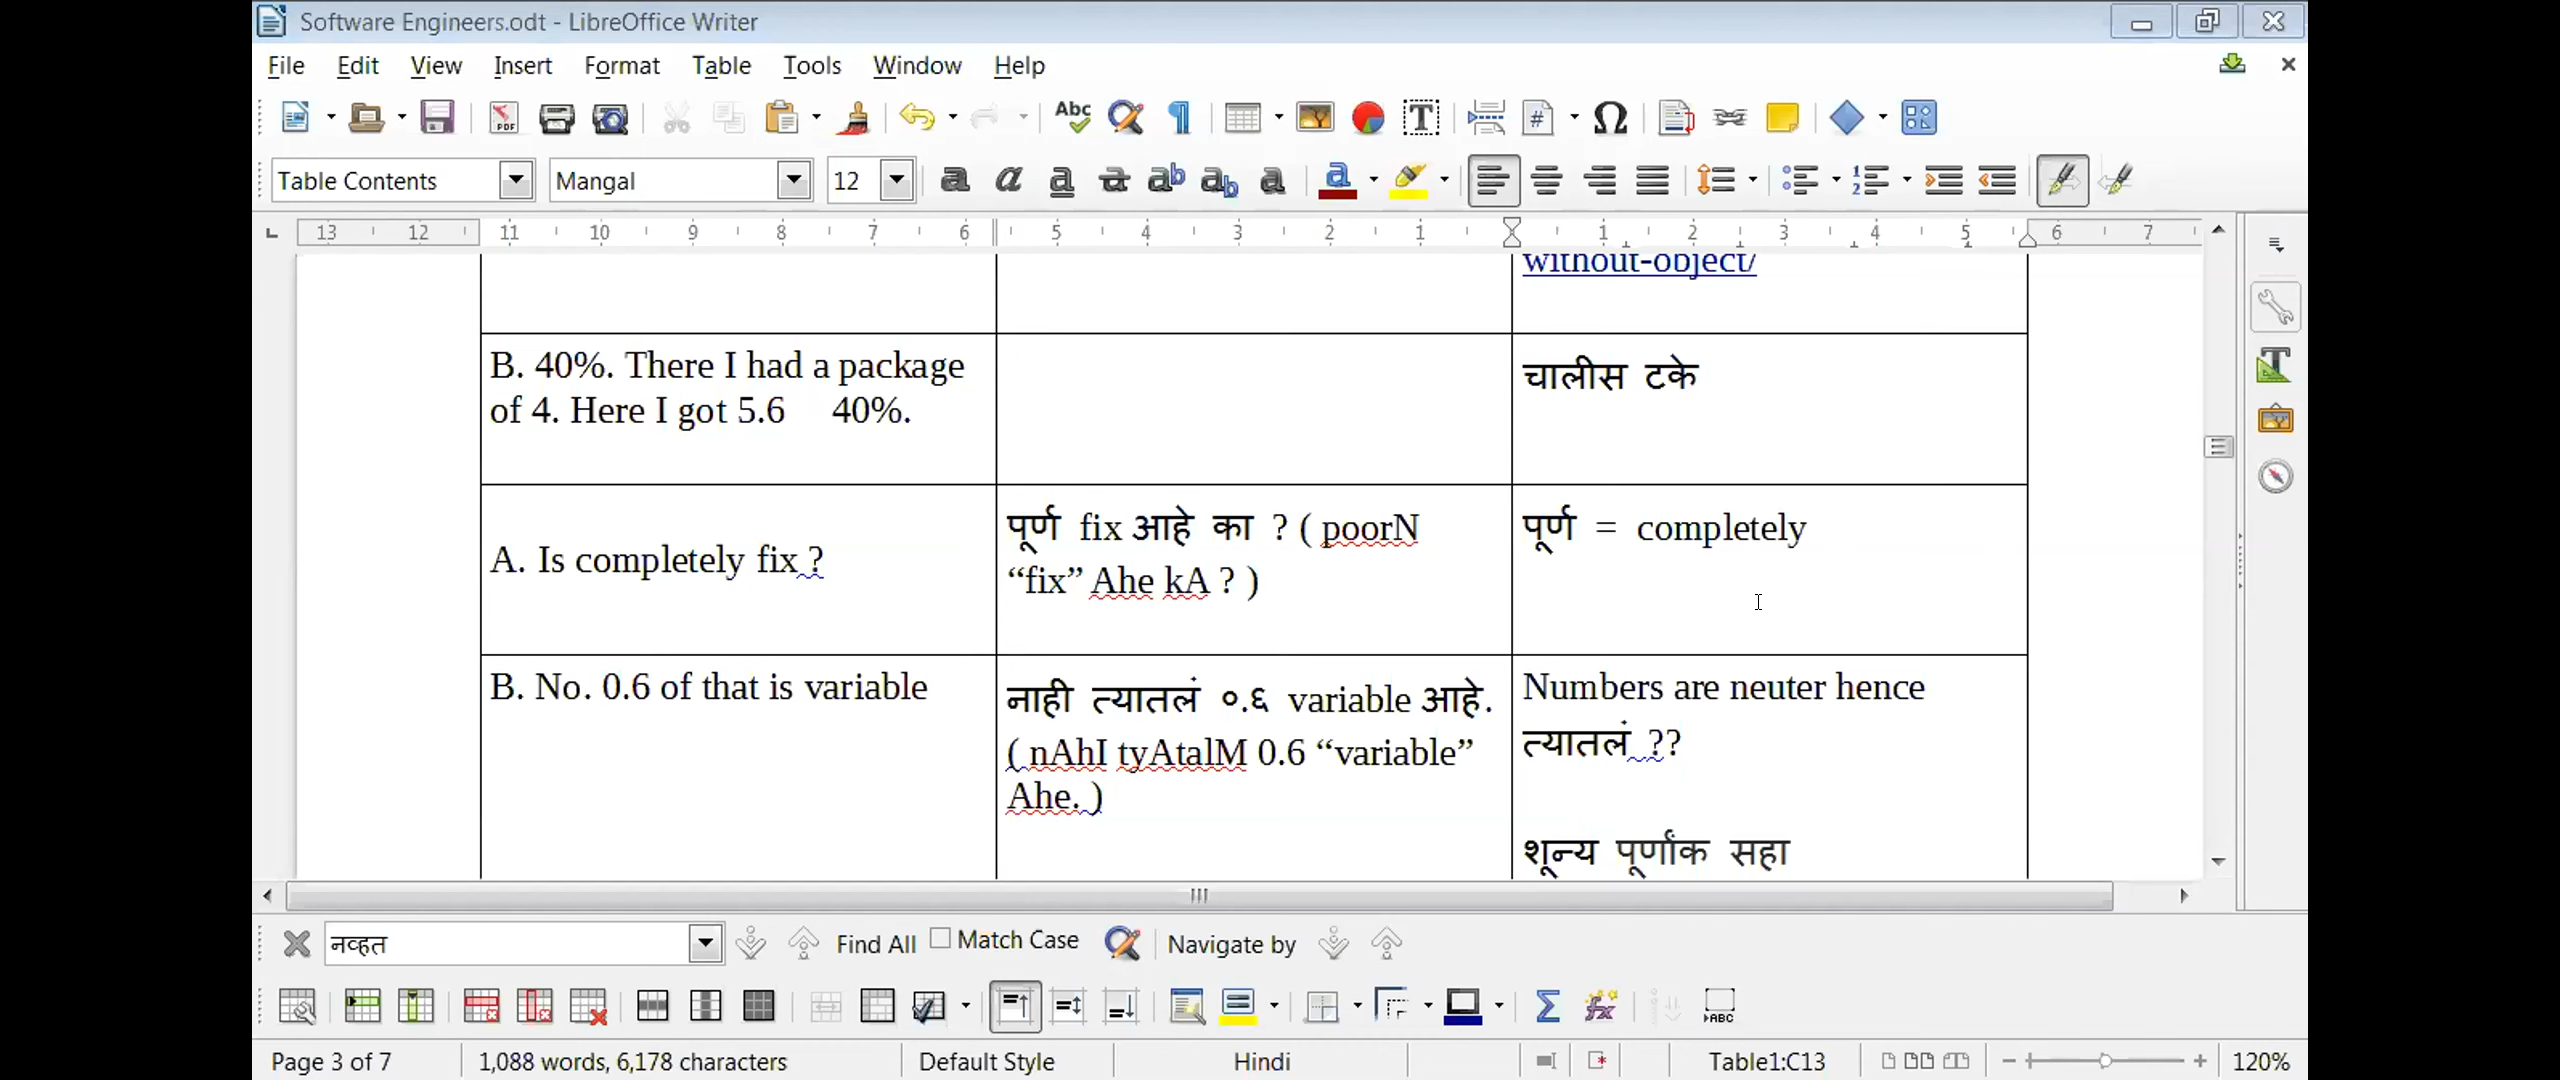 Software Engineers.odt - LibreOffice Writer
File Edit View Insert Format Table Tools Window Help
Table Contents Mangal 12
13 12 11 10 9 8 7 6 5 4 3 2 1 1 2 3 4 5 6 7
without-object/
B. 40%. There I had a package
of 4. Here I got 5.6 40%.
चालीस टके
A. Is completely fix ?
पूर्ण fix आहे का ? ( poorN
“fix” Ahe kA ? )
पूर्ण = completely
B. No. 0.6 of that is variable
नाही त्यातलं ०.६ variable आहे.
( nAhI tyAtalM 0.6 “variable”
Ahe. )
Numbers are neuter hence
त्यातलं ??
शून्य पूर्णांक सहा
नव्हत Find All Match Case Navigate by
Page 3 of 7 1,088 words, 6,178 characters Default Style Hindi Table1:C13 120%